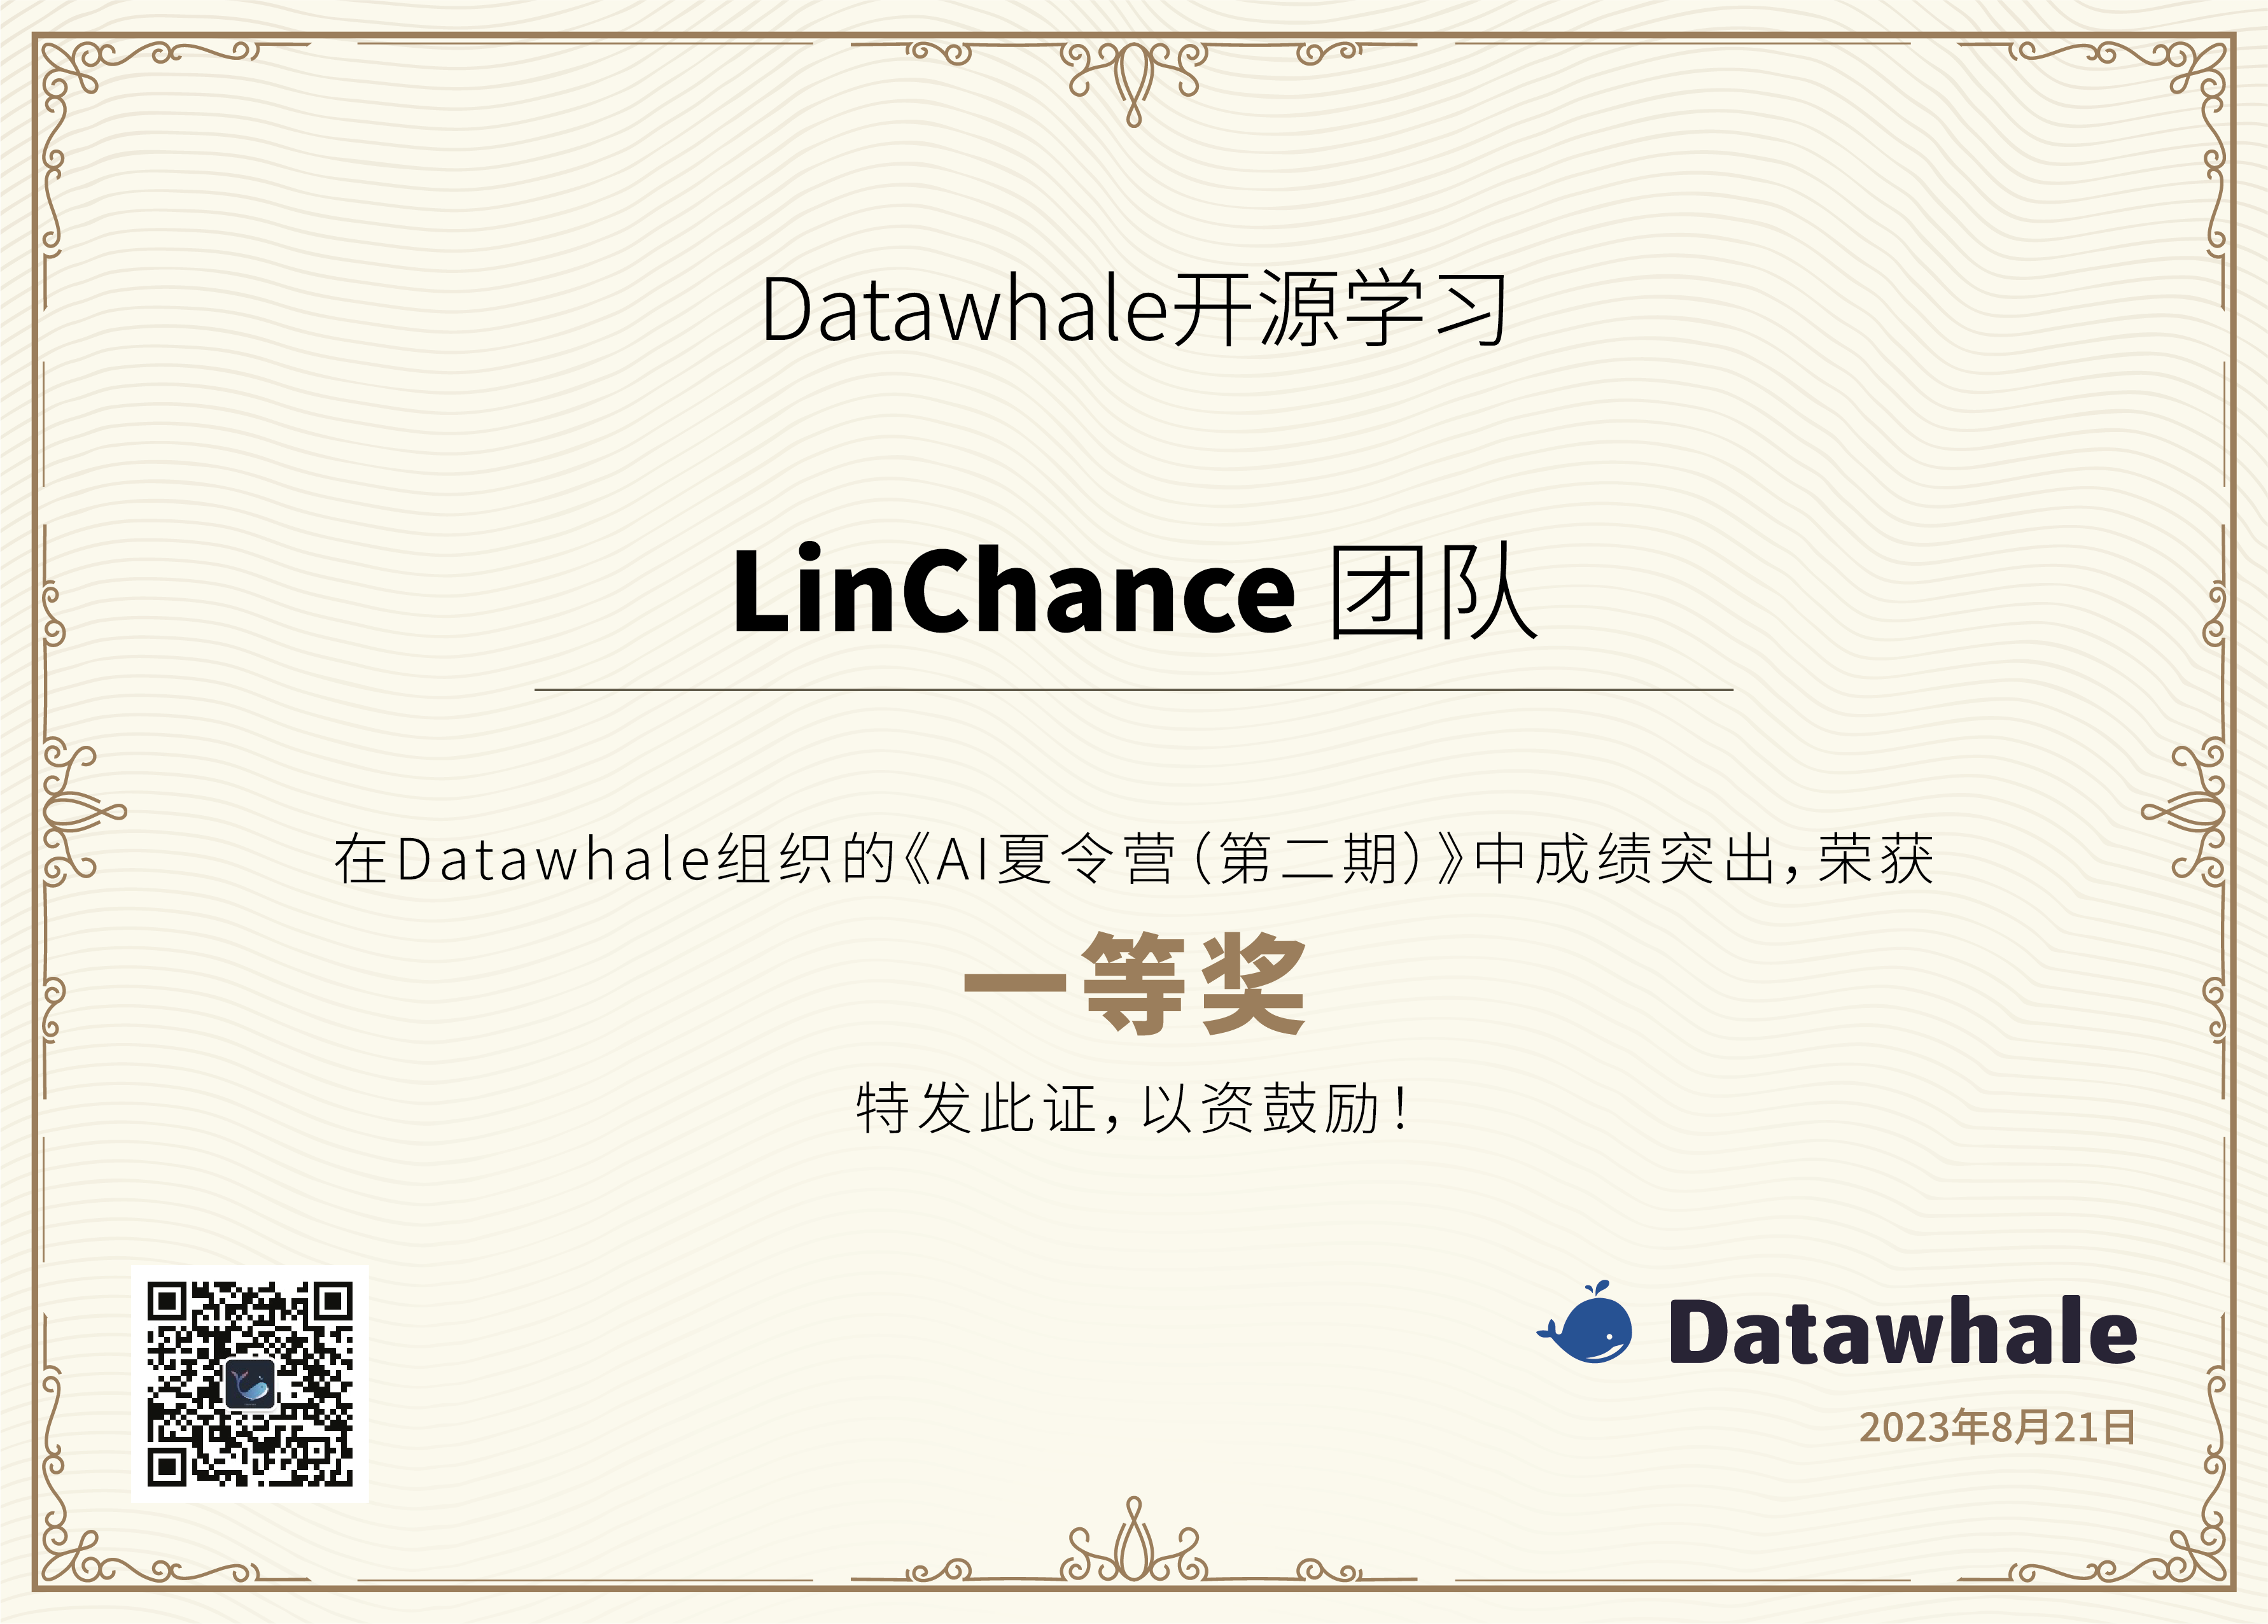 Datawhale开源学习
LinChance 团队
在Datawhale组织的《AI夏令营（第二期）》中成绩突出，荣获
一等奖
特发此证，以资鼓励！
Datawhale
2023年8月21日